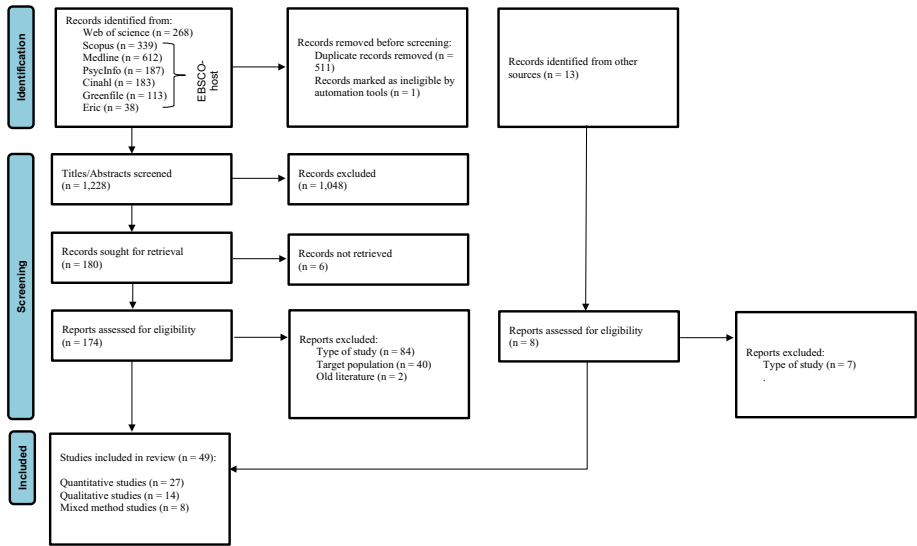 Identification
Records identified from:
Web of science (n = 268)
Scopus (n = 339)
Medline (n = 612)
PsycInfo (n = 187)
Cinahl (n = 183)
Greenfile (n = 113)
Eric (n = 38)
EBSCO-
host
Records removed before screening:
Duplicate records removed (n =
511)
Records marked as ineligible by
automation tools (n = 1)
Records identified from other
sources (n = 13)
Screening
Titles/Abstracts screened
(n = 1,228)
Records excluded
(n = 1,048)
Records sought for retrieval
(n = 180)
Records not retrieved
(n = 6)
Reports assessed for eligibility
(n = 174)
Reports excluded:
Type of study (n = 84)
Target population (n = 40)
Old literature (n = 2)
Reports assessed for eligibility
(n = 8)
Reports excluded:
Type of study (n = 7)
.
Included
Studies included in review (n = 49):
Quantitative studies (n = 27)
Qualitative studies (n = 14)
Mixed method studies (n = 8)